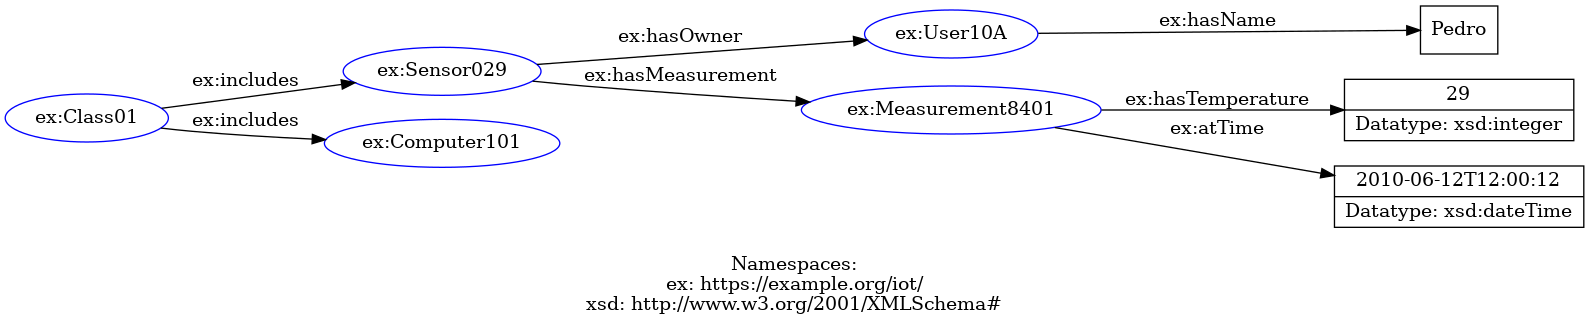 ex:hasOwner
ex:User10A
ex:hasName
Pedro
ex:includes
ex:Sensor029
ex:hasMeasurement
ex:Class01
ex:includes
ex:Computer101
ex:Measurement8401
ex:hasTemperature
29
Datatype: xsd:integer
ex:atTime
2010-06-12T12:00:12
Datatype: xsd:dateTime
Namespaces:
ex: https://example.org/iot/
xsd: http://www.w3.org/2001/XMLSchema#